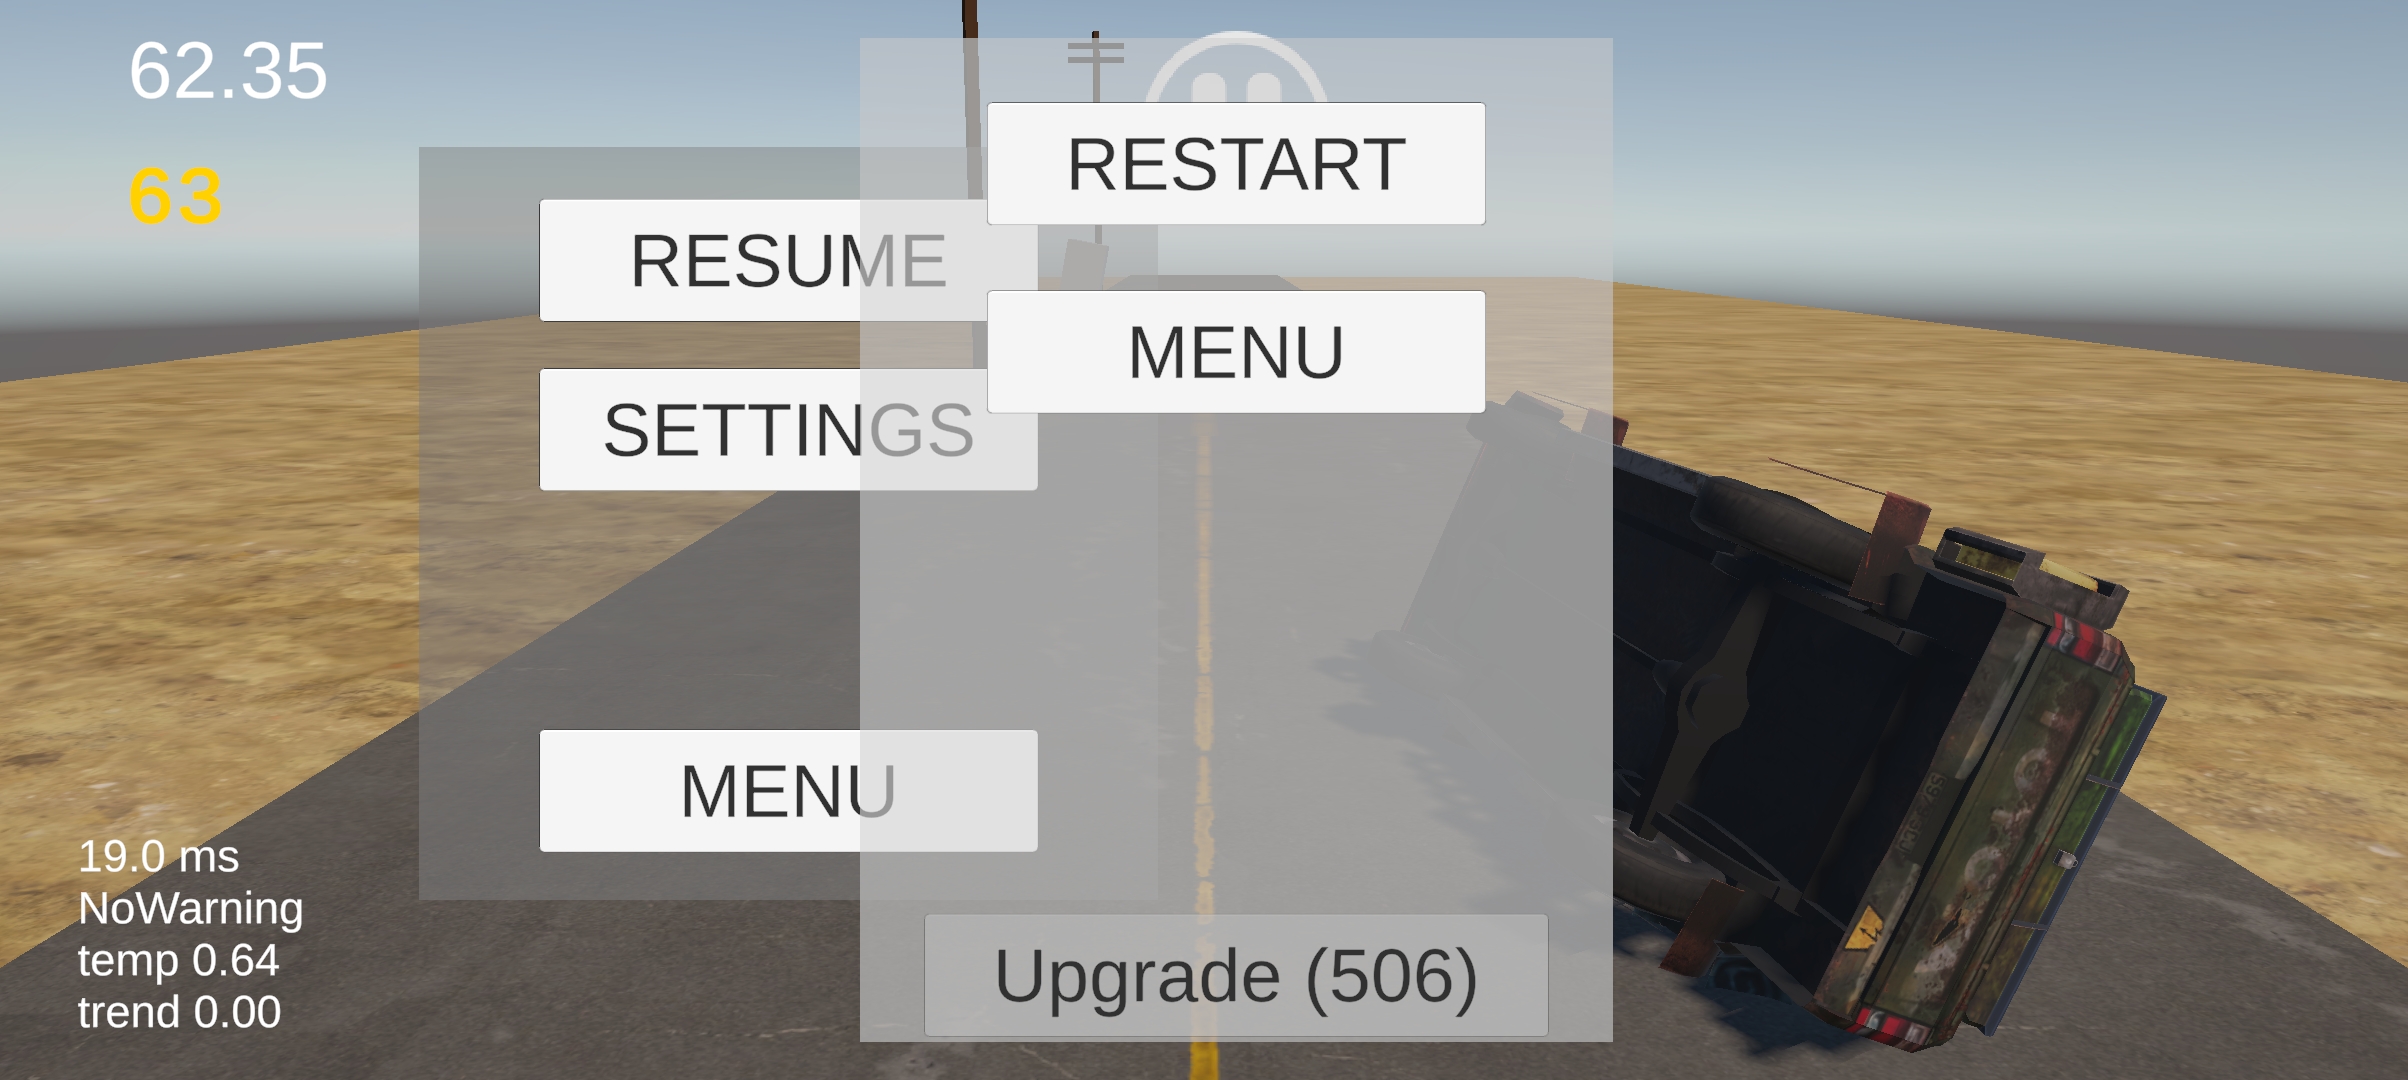 62.35
63
RESTART
RESUME
MENU
SETTINGS
MENU
19.0 ms
NoWarning
temp 0.64
trend 0.00
Upgrade (506)